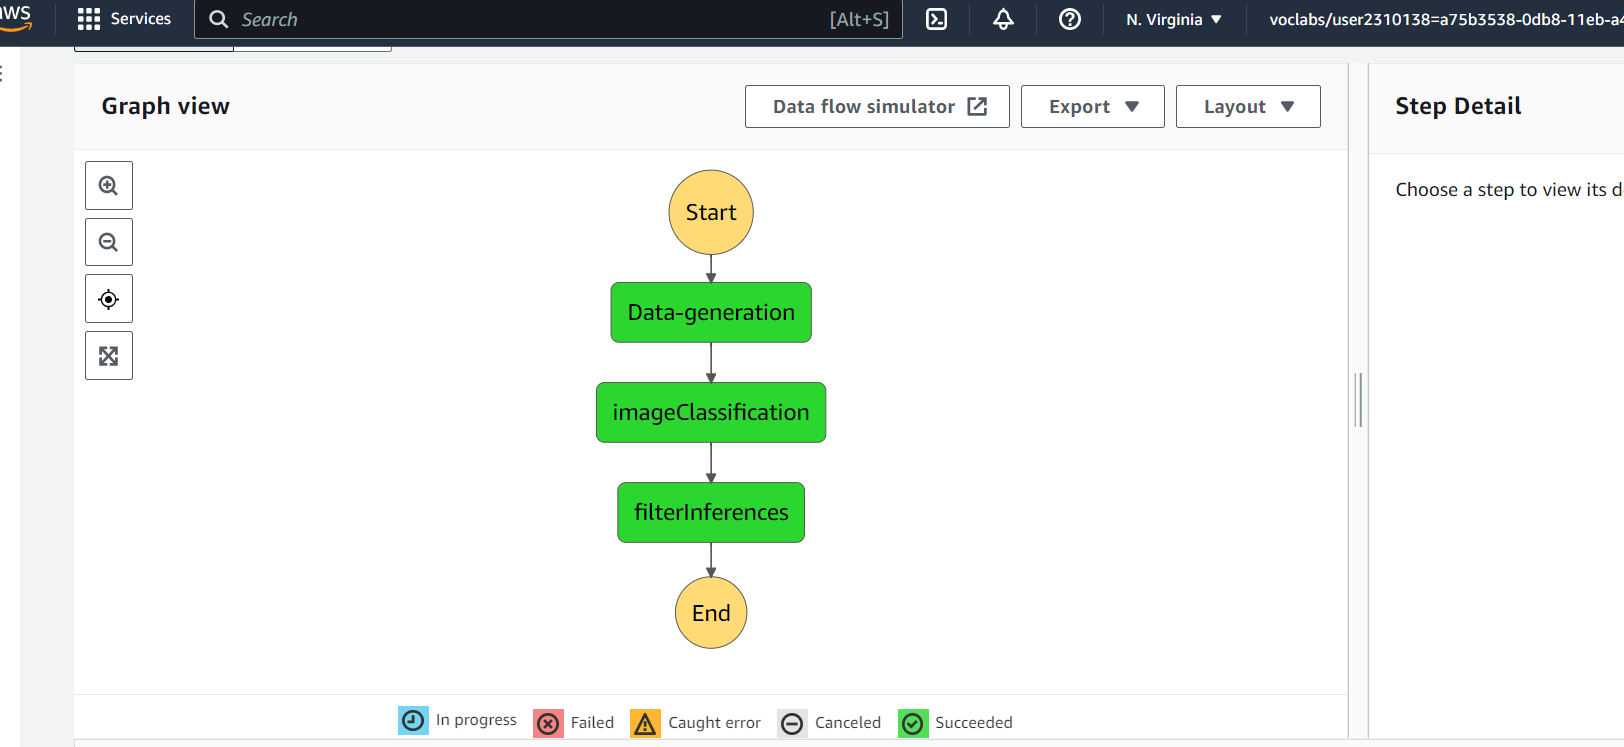 aws
Services
Search
[Alt+S]
N. Virginia
voclabs/user2310138=a75b3538-0db8-11eb-a
Graph view
Data flow simulator
Export
Layout
Step Detail
Choose a step to view its d
Start
Data-generation
imageClassification
filterInferences
End
In progress
Failed
Caught error
Canceled
Succeeded